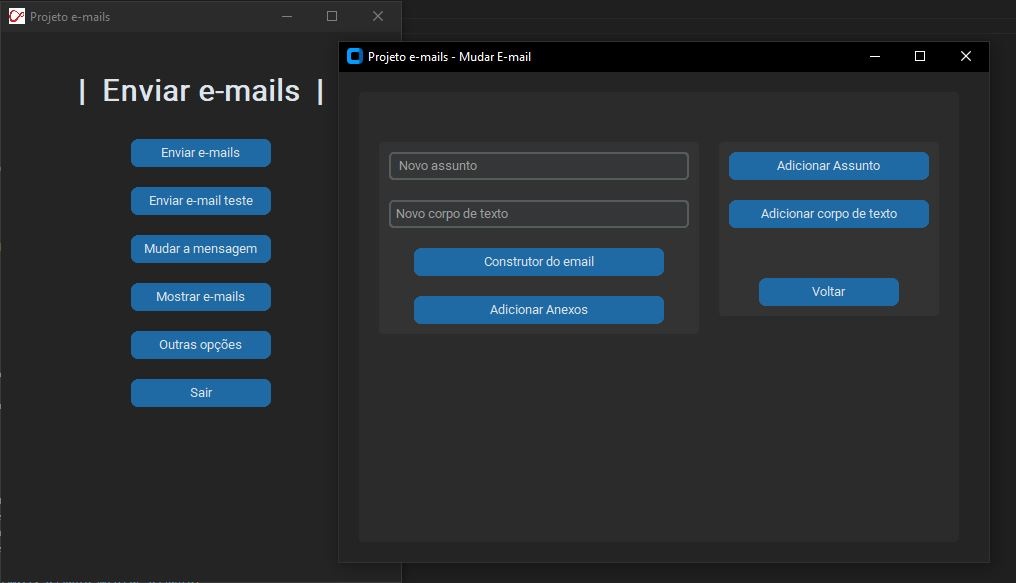 Projeto e-mails
| Enviar e-mails |
Enviar e-mails
Enviar e-mail teste
Mudar a mensagem
Mostrar e-mails
Outras opções
Sair
Projeto e-mails - Mudar E-mail
Novo assunto
Novo corpo de texto
Construtor do email
Adicionar Anexos
Adicionar Assunto
Adicionar corpo de texto
Voltar